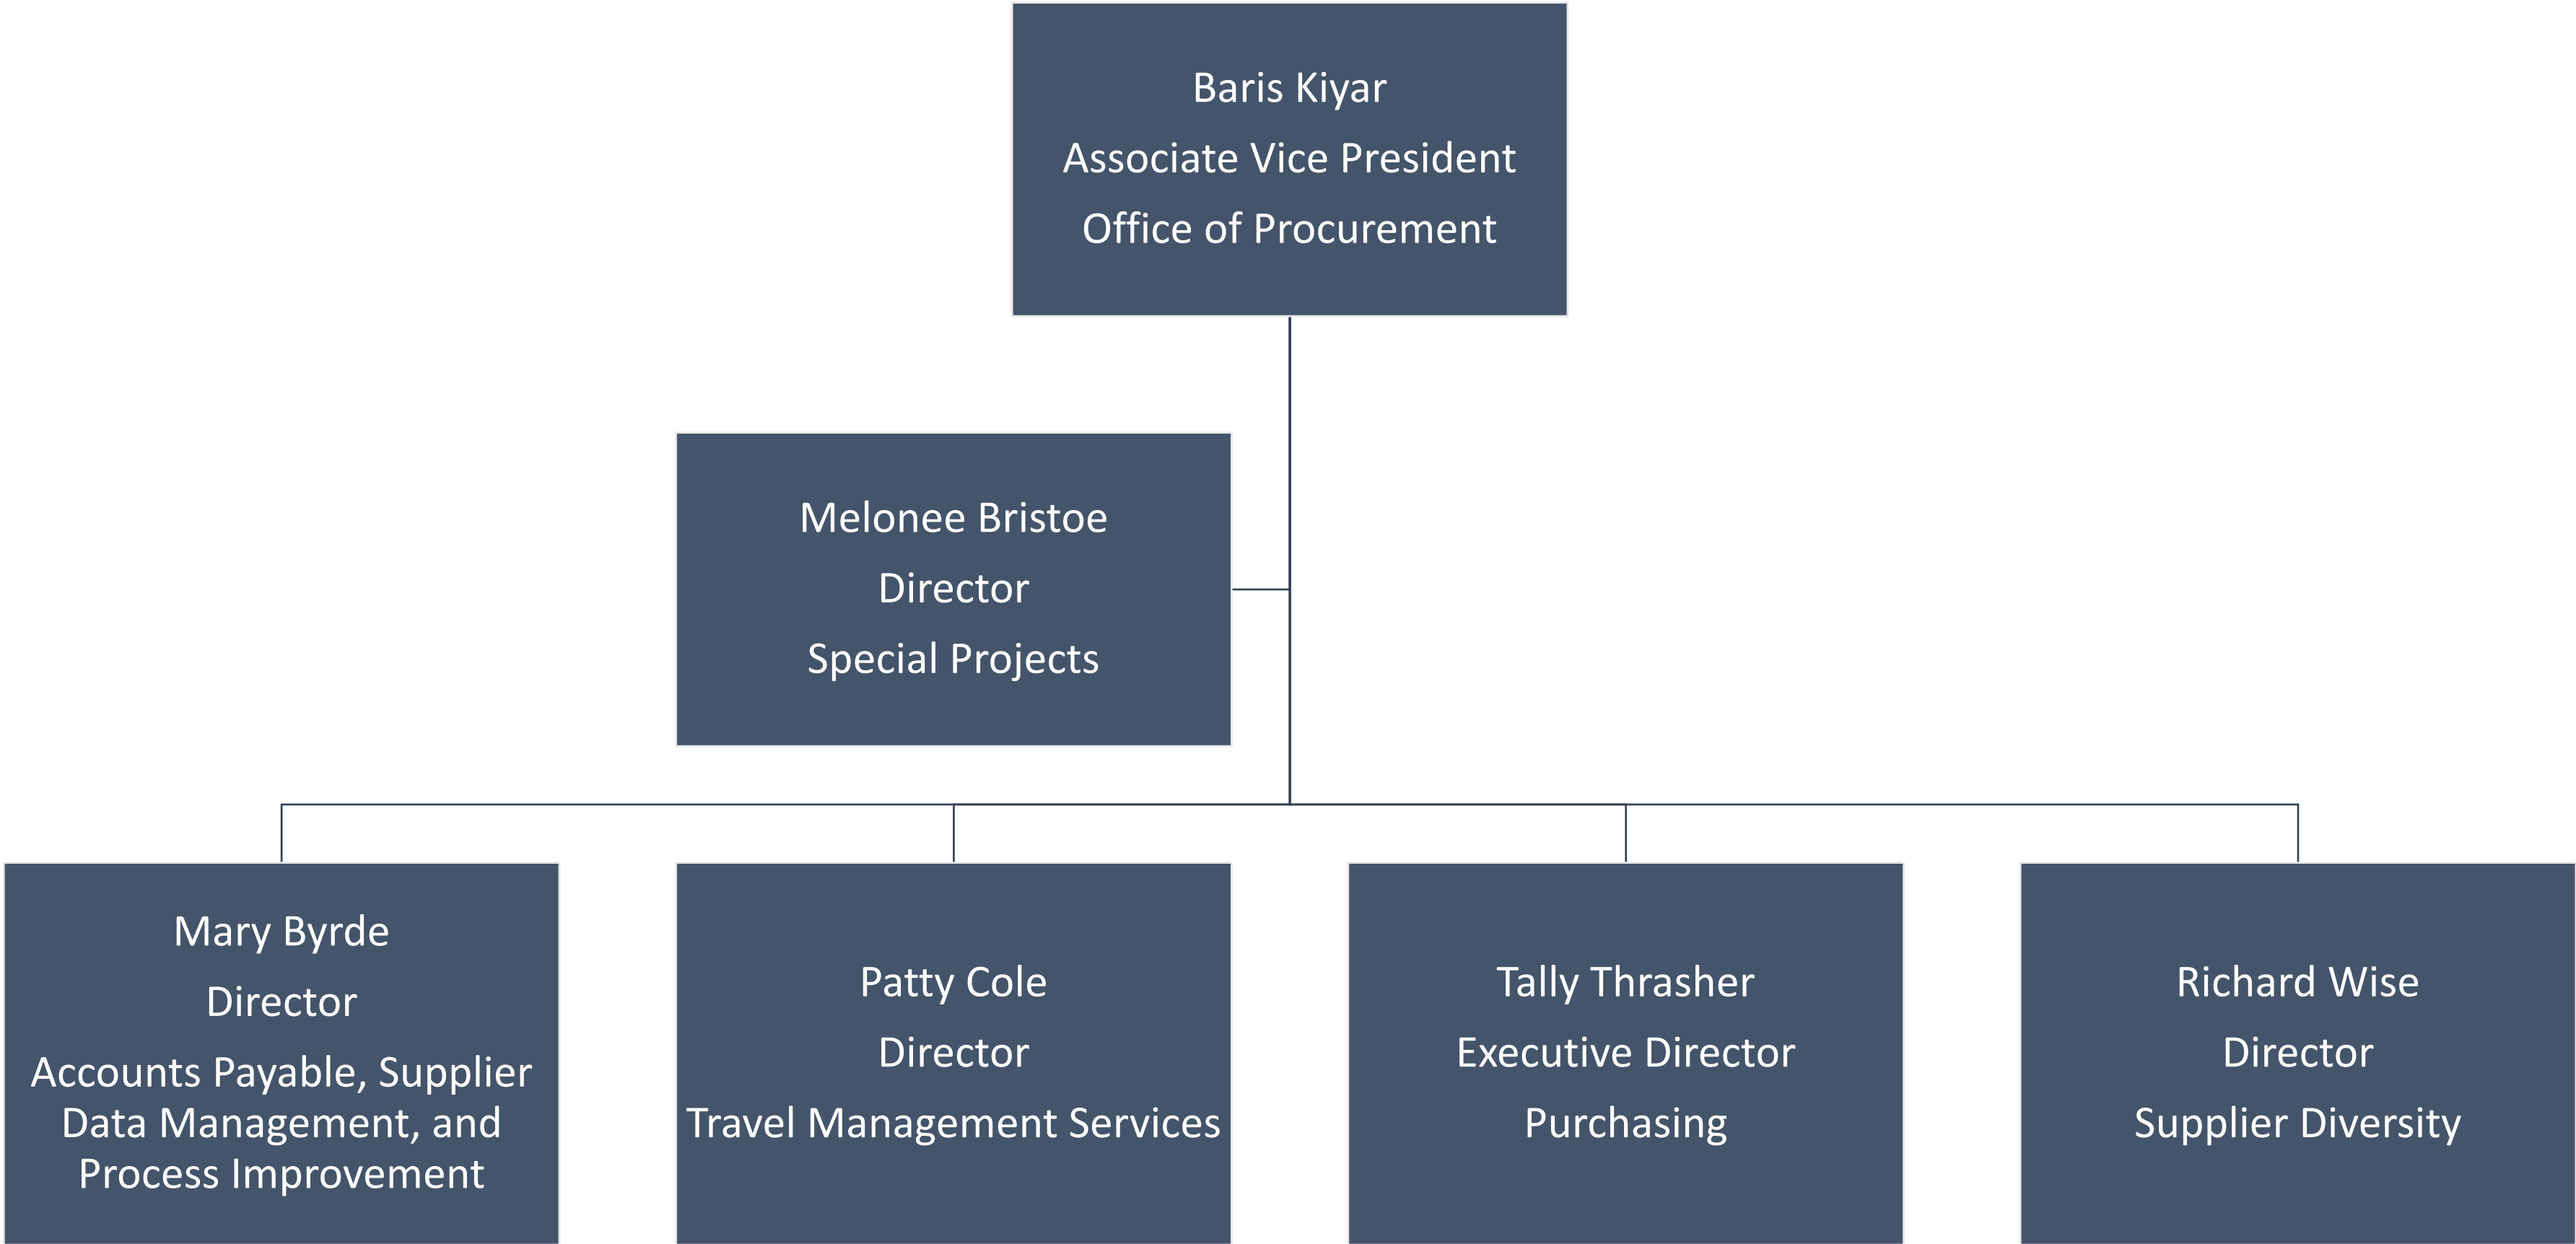 Baris Kiyar
Associate Vice President
Office of Procurement
Melonee Bristoe
Director
Special Projects
Mary Byrde
Director
Accounts Payable, Supplier
Data Management, and
Process Improvement
Patty Cole
Director
Travel Management Services
Tally Thrasher
Executive Director
Purchasing
Richard Wise
Director
Supplier Diversity